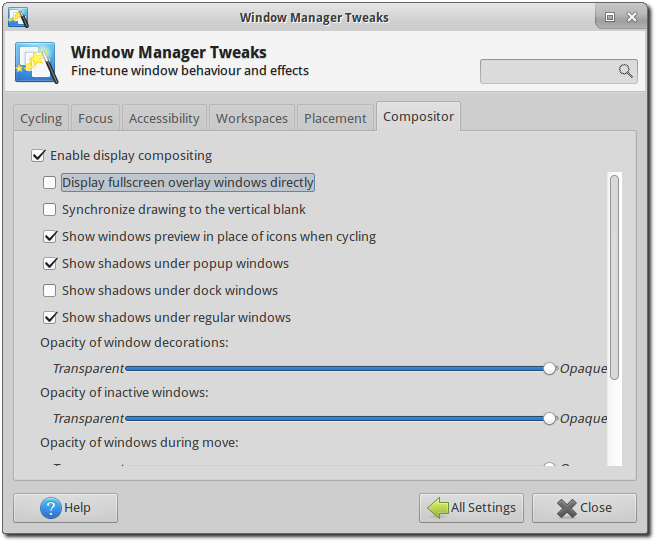 Window Manager Tweaks
Window Manager Tweaks
Fine-tune window behaviour and effects
Cycling Focus Accessibility Workspaces Placement Compositor
Enable display compositing
Display fullscreen overlay windows directly
Synchronize drawing to the vertical blank
Show windows preview in place of icons when cycling
Show shadows under popup windows
Show shadows under dock windows
Show shadows under regular windows
Opacity of window decorations:
Transparent Opaque
Opacity of inactive windows:
Transparent Opaque
Opacity of windows during move:
Help All Settings Close